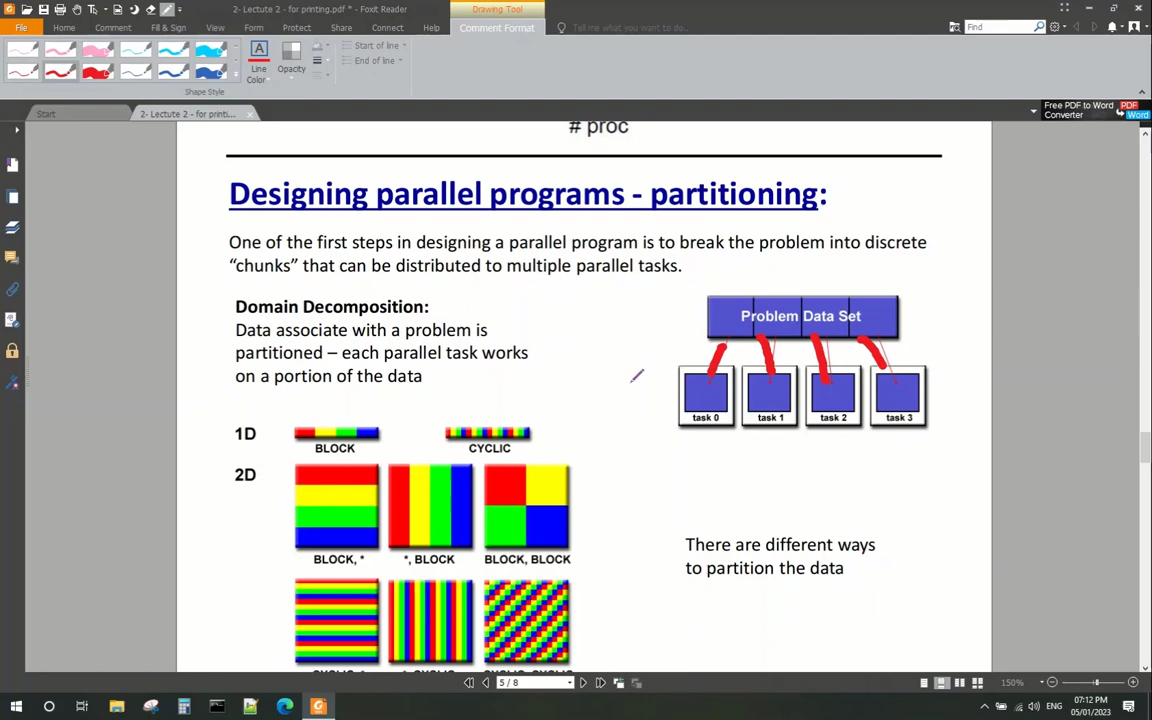 2- Lectute 2 - for printing.pdf * - Foxit Reader
Drawing Tool
File
Home
Comment
Fill & Sign
View
Form
Protect
Share
Connect
Help
Comment Format
Tell me what you want to do...
Find
Line
Color
Opacity
Start of line
End of line
Shape Style
Start
2- Lectute 2 - for printi...
Free PDF to Word
Converter
PDF
Word
# proc
Designing parallel programs - partitioning:
One of the first steps in designing a parallel program is to break the problem into discrete
“chunks” that can be distributed to multiple parallel tasks.
Domain Decomposition:
Data associate with a problem is
partitioned – each parallel task works
on a portion of the data
Problem Data Set
task 0
task 1
task 2
task 3
1D
BLOCK
CYCLIC
2D
BLOCK, *
*, BLOCK
BLOCK, BLOCK
There are different ways
to partition the data
5 / 8
150%
ENG
07:12 PM
05/01/2023